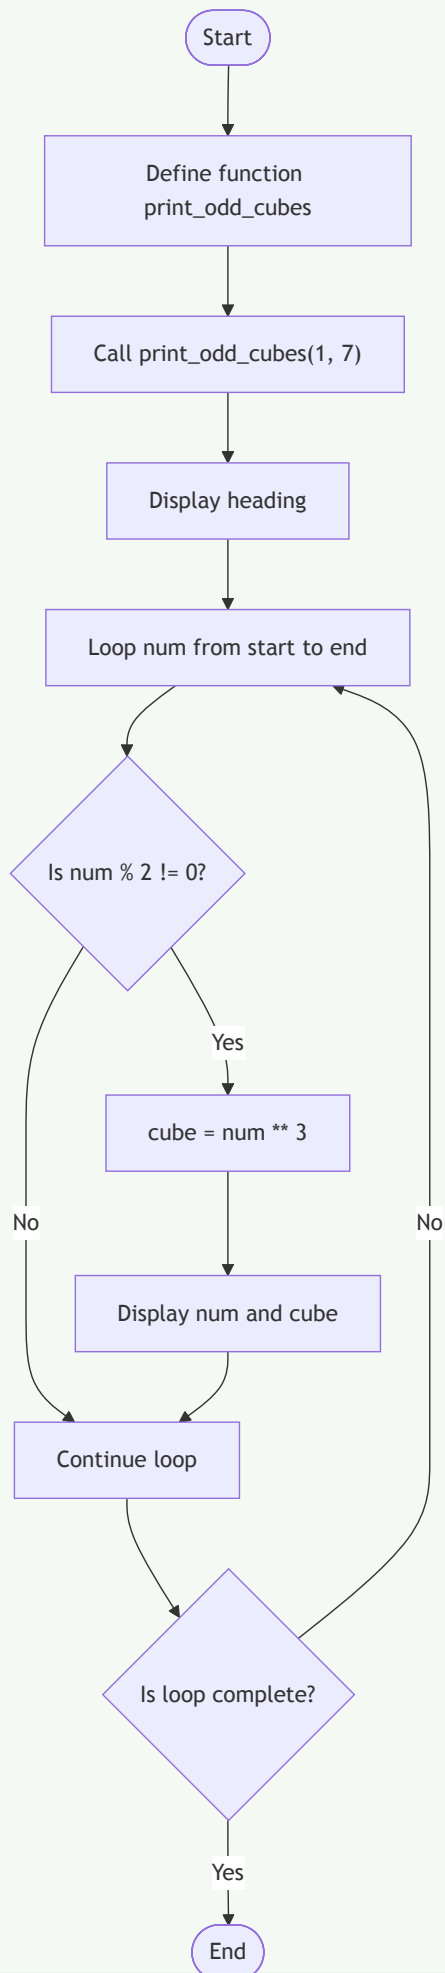 Start
Define function
print_odd_cubes
Call print_odd_cubes(1, 7)
Display heading
Loop num from start to end
Is num % 2 != 0?
Yes
cube = num ** 3
No
No
Display num and cube
Continue loop
Is loop complete?
Yes
End